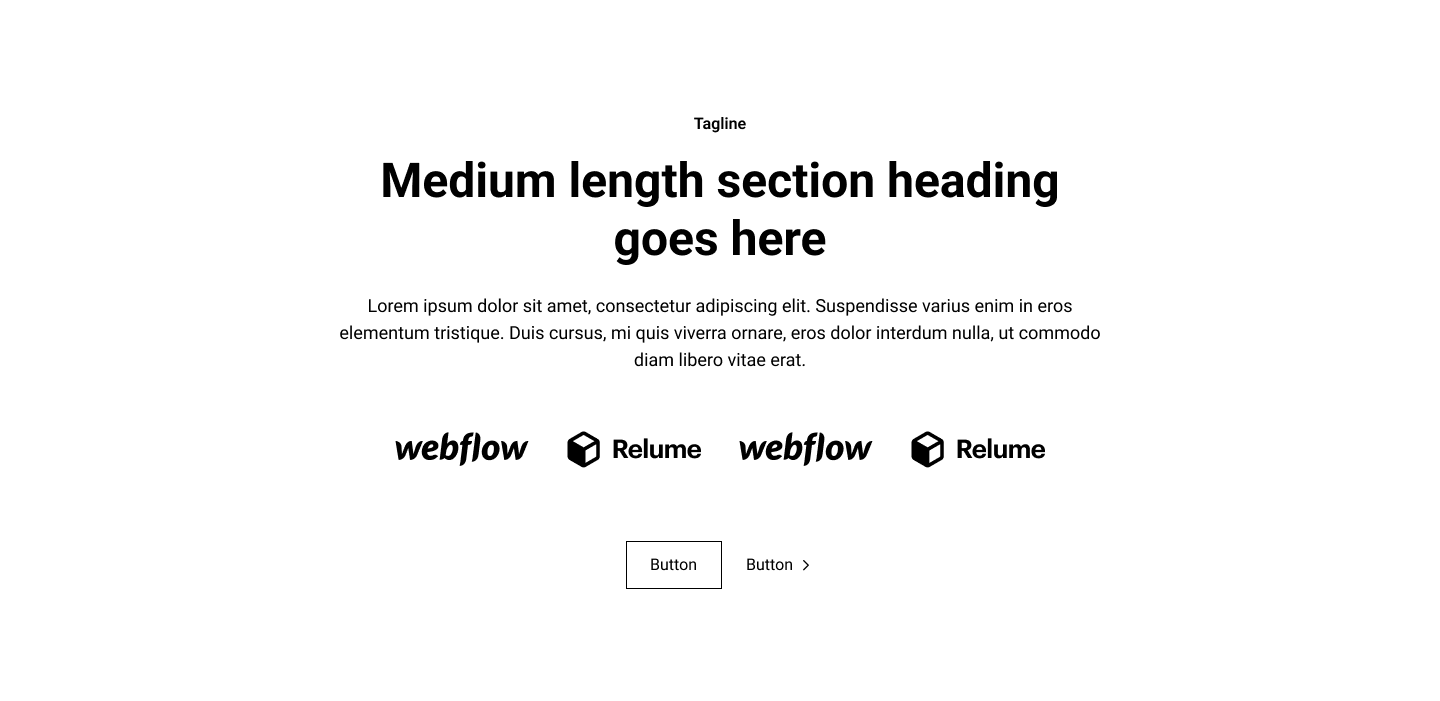 Tagline
Medium length section heading
goes here
Lorem ipsum dolor sit amet, consectetur adipiscing elit. Suspendisse varius enim in eros
elementum tristique. Duis cursus, mi quis viverra ornare, eros dolor interdum nulla, ut commodo
diam libero vitae erat.
webflow Relume webflow Relume
Button Button